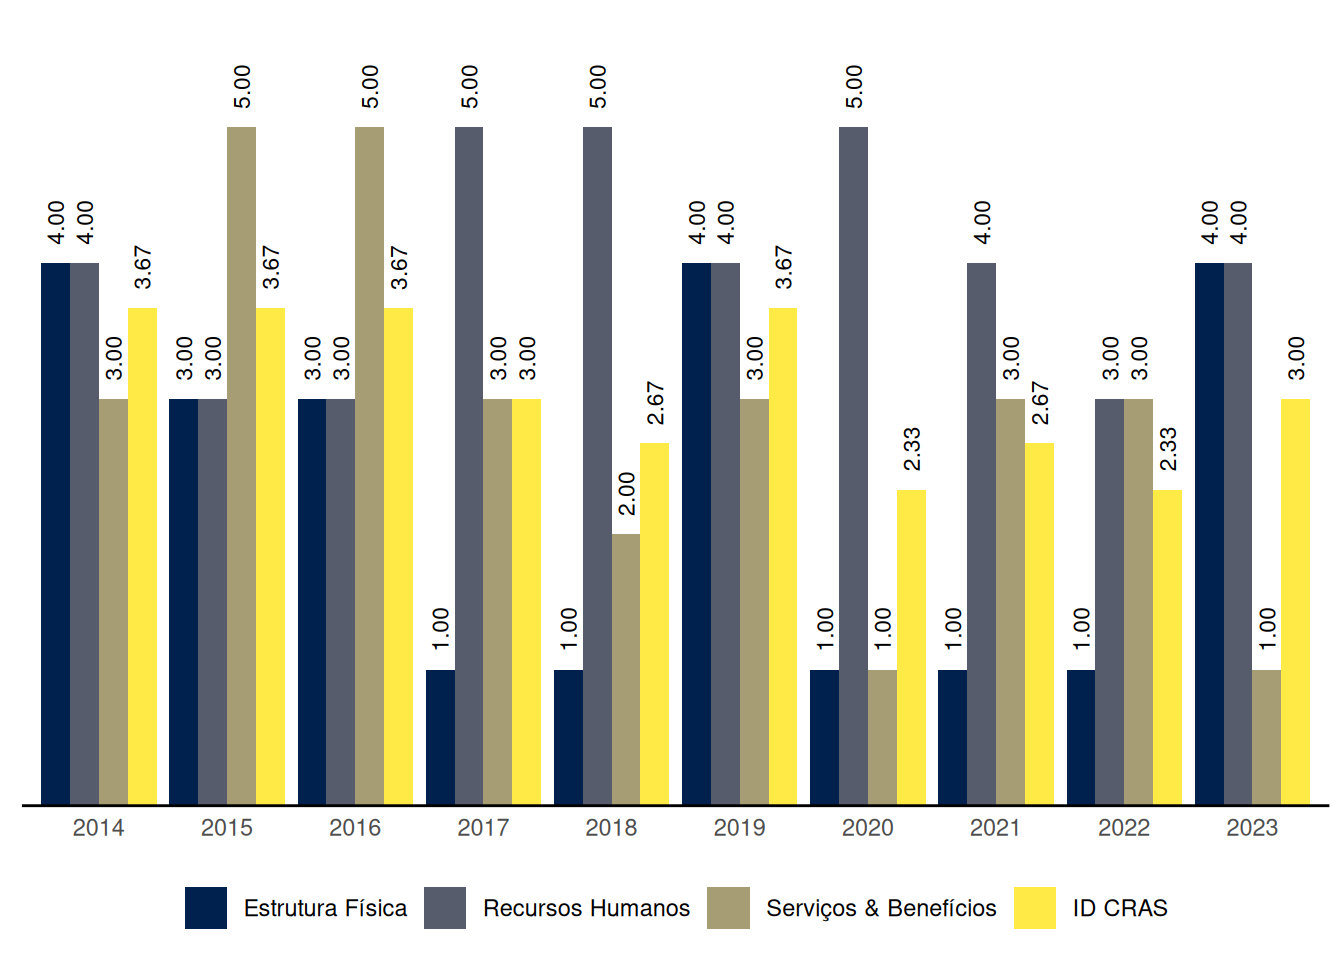 5.00 5.00 5.00 5.00 5.00
4.00 4.00 4.00 4.00 4.00 4.00 4.00
3.67 3.67 3.67 3.67
3.00 3.00 3.00 3.00 3.00 3.00 3.00 3.00 3.00 3.00 3.00 3.00
2.67 2.67
2.33 2.33
2.00
1.00 1.00 1.00 1.00 1.00 1.00 1.00
2014 2015 2016 2017 2018 2019 2020 2021 2022 2023
Estrutura Física Recursos Humanos Serviços & Benefícios ID CRAS